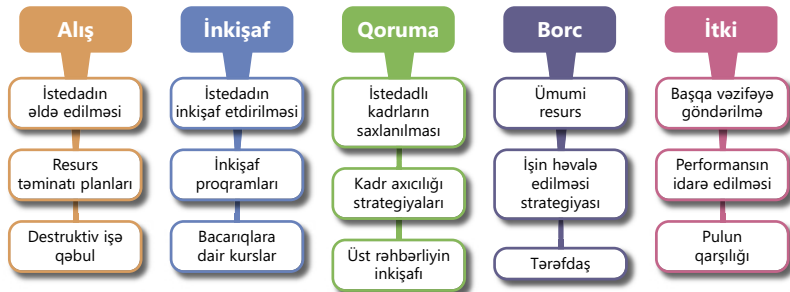 Alış
İstedadın
əldə edilməsi
Resurs
təminatı planları
Destruktiv işə
qəbul
İnkişaf
İstedadın
inkişaf etdirilməsi
İnkişaf
proqramları
Bacarıqlara
dair kurslar
Qoruma
İstedadlı
kadrların
saxlanılması
Kadr axıcılığı
strategiyaları
Üst rəhbərliyin
inkişafı
Borc
Ümumi
resurs
İşin həvalə
edilməsi
strategiyası
Tərəfdaş
İtki
Başqa vəzifəyə
göndərilmə
Performansın
idarə edilməsi
Pulun
qarşılığı